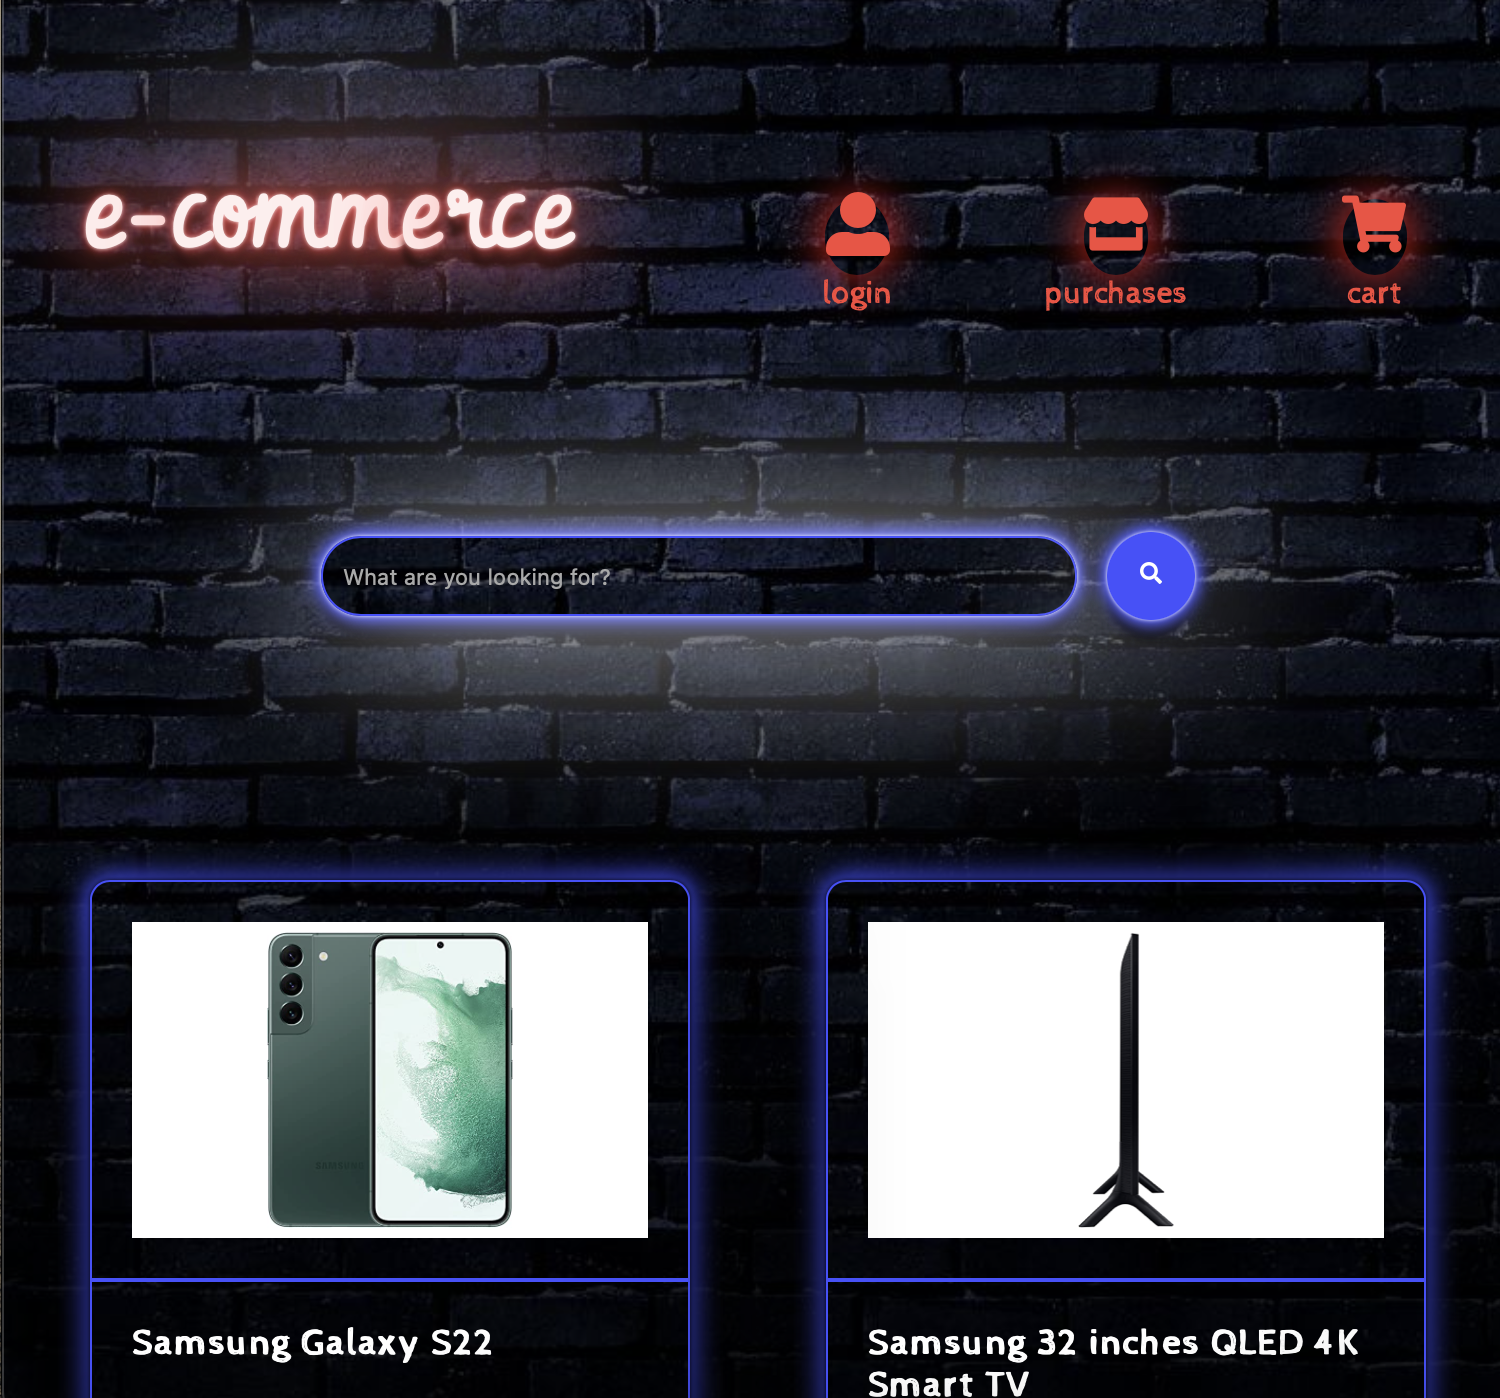 e-commerce
login
purchases
cart
What are you looking for?
SAMSUNG
Samsung Galaxy S22
Samsung 32 inches QLED 4K
Smart TV